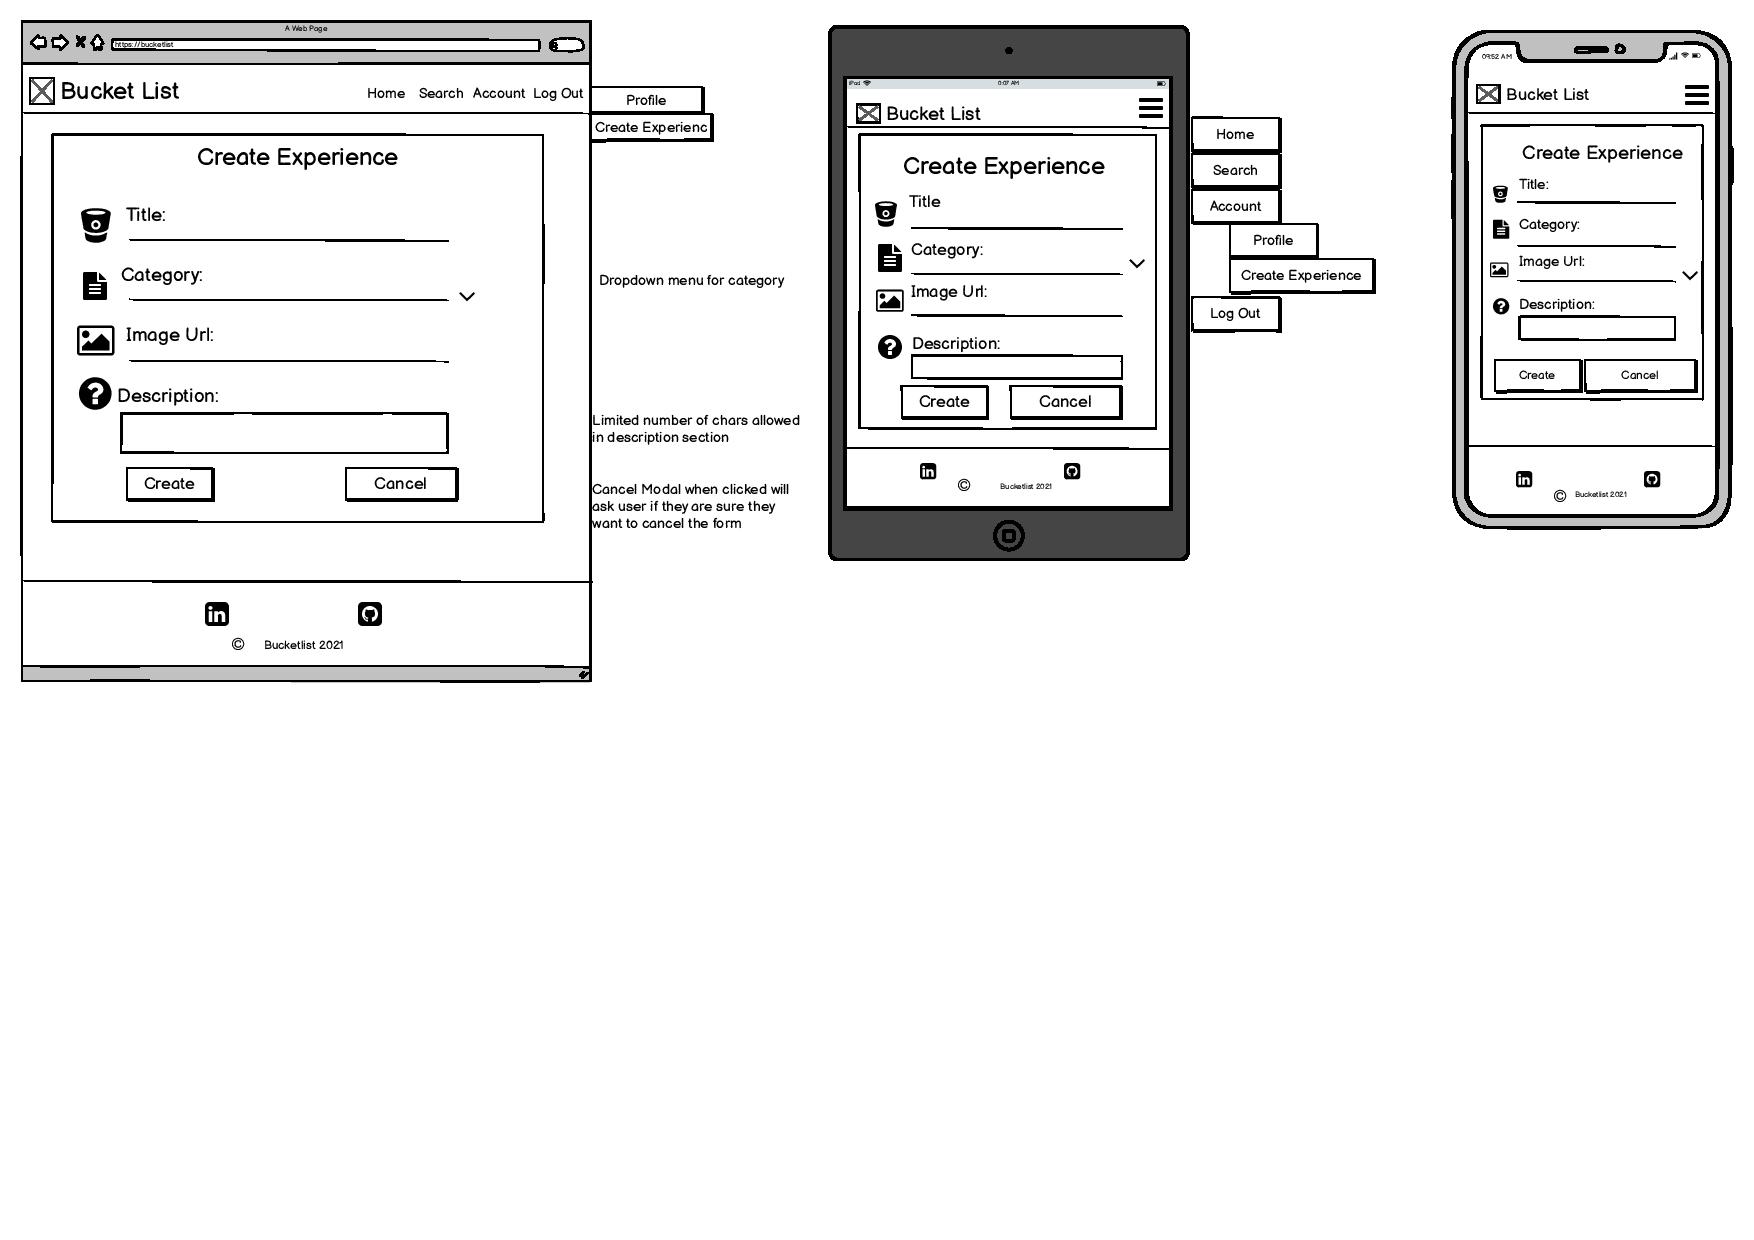 A Web Page
https://bucketlist
Bucket List
Home Search Account Log Out
Profile
Create Experienc
Create Experience
Title:
Category:
Dropdown menu for category
Image Url:
Description:
Limited number of chars allowed
in description section
Create
Cancel
Cancel Modal when clicked will
ask user if they are sure they
want to cancel the form
in
© Bucketlist 2021
iPad
0:07 AM
Bucket List
Create Experience
Title
Category:
Image Url:
Description:
Create
Cancel
in
© Bucketlist 2021
Home
Search
Account
Profile
Create Experience
Log Out
09:52 AM
Bucket List
Create Experience
Title:
Category:
Image Url:
Description:
Create
Cancel
in
© Bucketlist 2021